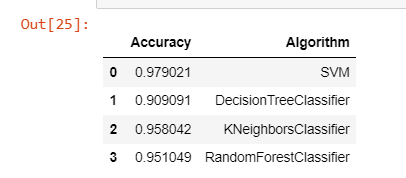 Out[25]:
Accuracy Algorithm
0 0.979021 SVM
1 0.909091 DecisionTreeClassifier
2 0.958042 KNeighborsClassifier
3 0.951049 RandomForestClassifier